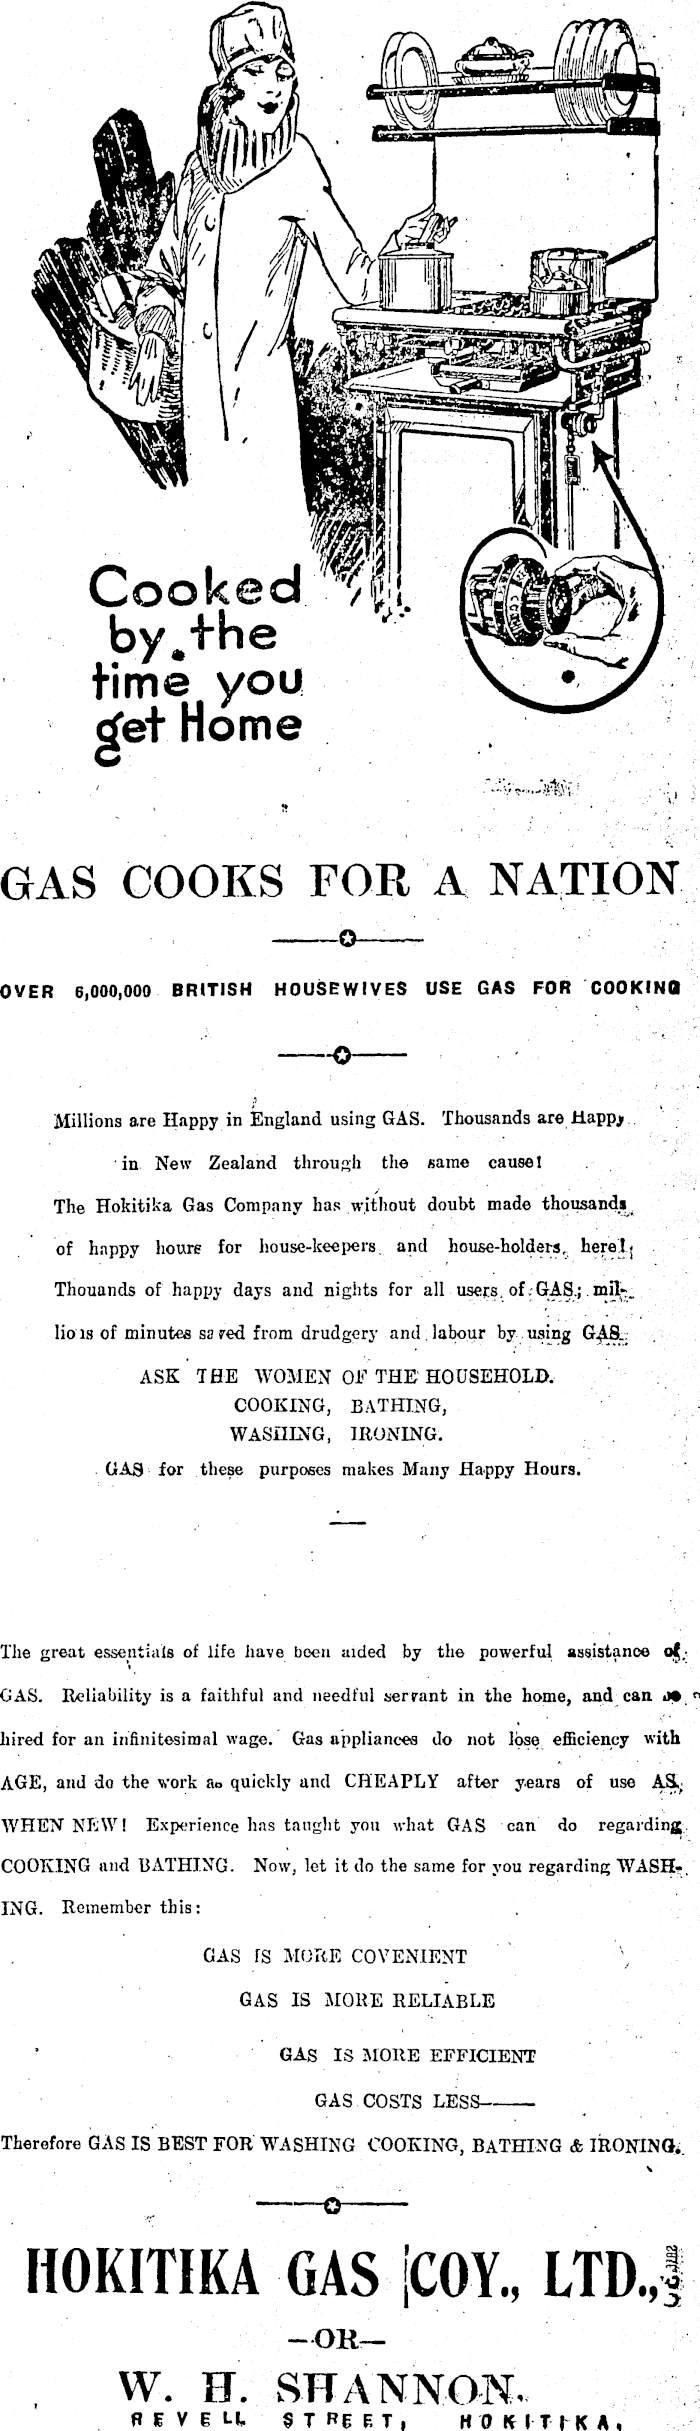 Cooked
by the
time you
get Home
GAS COOKS FOR A NATION
OVER 6,000,000 BRITISH HOUSEWIVES USE GAS FOR COOKING
Millions are Happy in England using GAS. Thousands are Happy
in New Zealand through the same cause!
The Hokitika Gas Company has without doubt made thousands
of happy hours for house-keepers and house-holders here!
Thouands of happy days and nights for all users of GAS; mil-
lions of minutes saved from drudgery and labour by using GAS.
ASK THE WOMEN OF THE HOUSEHOLD.
COOKING, BATHING,
WASHING, IRONING.
GAS for these purposes makes Many Happy Hours.
The great essentials of life have been aided by the powerful assistance of
GAS. Reliability is a faithful and needful servant in the home, and can be
hired for an infinitesimal wage. Gas appliances do not lose efficiency with
AGE, and do the work as quickly and CHEAPLY after years of use AS
WHEN NEW! Experience has taught you what GAS can do regarding
COOKING and BATHING. Now, let it do the same for you regarding WASH-
ING. Remember this:
GAS IS MORE COVENIENT
GAS IS MORE RELIABLE
GAS IS MORE EFFICIENT
GAS COSTS LESS——
Therefore GAS IS BEST FOR WASHING COOKING, BATHING & IRONING.
HOKITIKA GAS COY., LTD.,
—OR—
W. H. SHANNON,
REVELL STREET, HOKITIKA.